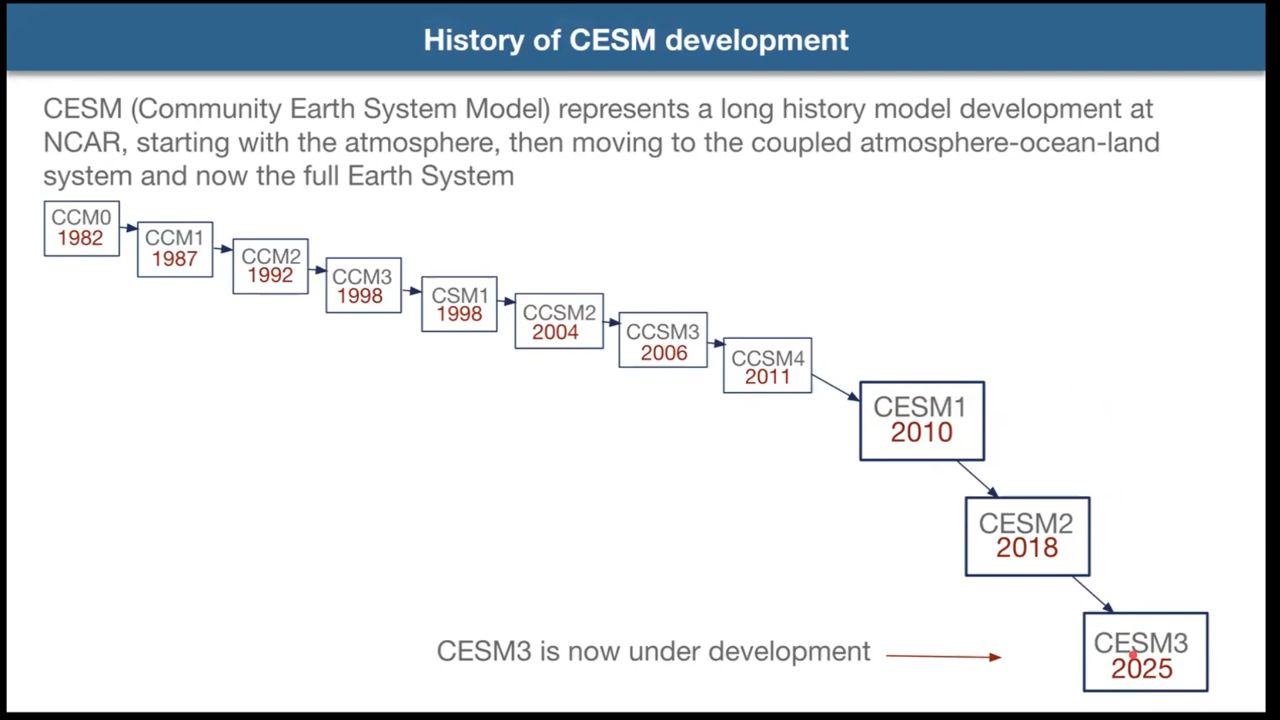 History of CESM development
CESM (Community Earth System Model) represents a long history model development at
NCAR, starting with the atmosphere, then moving to the coupled atmosphere-ocean-land
system and now the full Earth System
CCM0
1982
CCM1
1987
CCM2
1992
CCM3
1998
CSM1
1998
CCSM2
2004
CCSM3
2006
CCSM4
2011
CESM1
2010
CESM2
2018
CESM3 is now under development
CESM3
2025